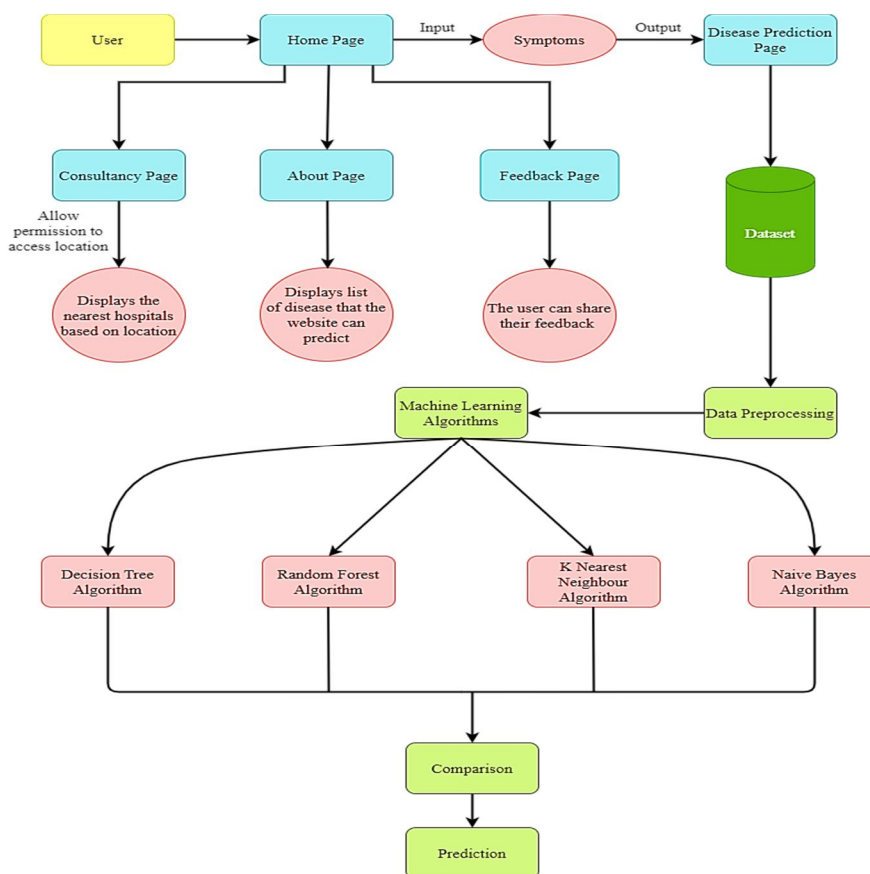 User
Home Page
Input
Symptoms
Output
Disease Prediction
Page
Consultancy Page
About Page
Feedback Page
Allow
permission to
access location
Dataset
Displays the
nearest hospitals
based on location
Displays list
of disease that the
website can
predict
The user can share
their feedback
Machine Learning
Algorithms
Data Preprocessing
Decision Tree
Algorithm
Random Forest
Algorithm
K Nearest
Neighbour
Algorithm
Naive Bayes
Algorithm
Comparison
Prediction